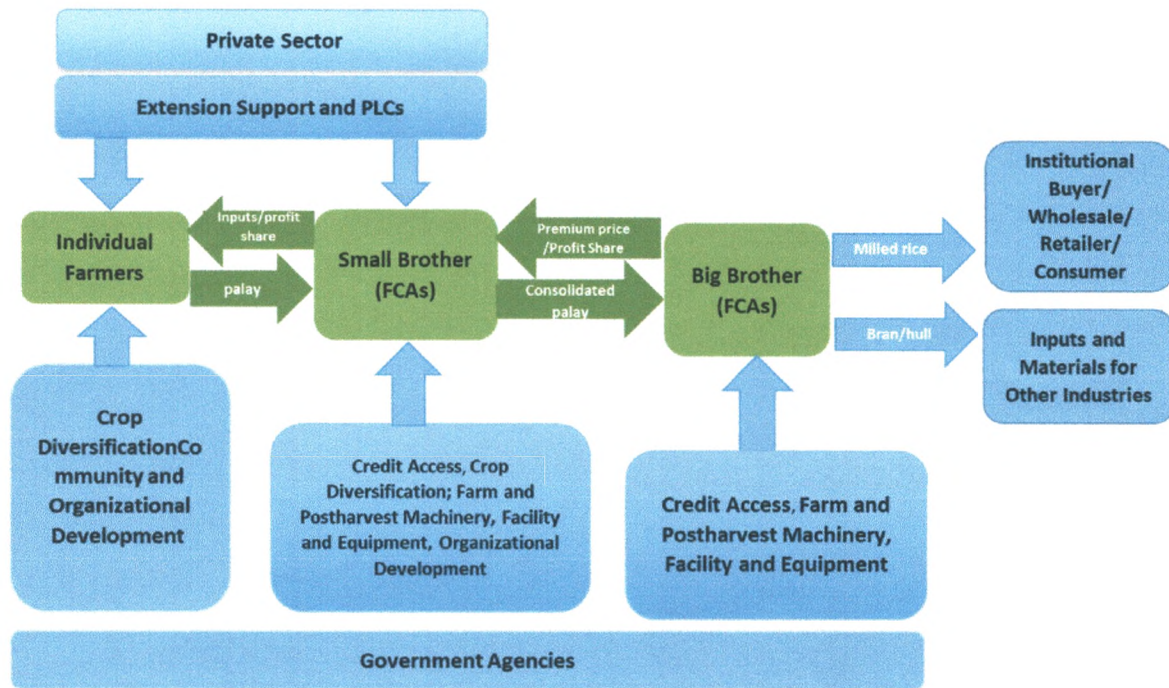 Private Sector
Extension Support and PLCs
Individual
Farmers
Inputs/profit
share
palay
Small Brother
(FCAs)
Premium price
/Profit Share
Consolidated
palay
Big Brother
(FCAs)
Milled rice
Bran/hull
Institutional
Buyer/
Wholesale/
Retailer/
Consumer
Inputs and
Materials for
Other Industries
Crop
DiversificationCo
mmunity and
Organizational
Development
Credit Access, Crop
Diversification; Farm and
Postharvest Machinery, Facility
and Equipment, Organizational
Development
Credit Access, Farm and
Postharvest Machinery,
Facility and Equipment
Government Agencies